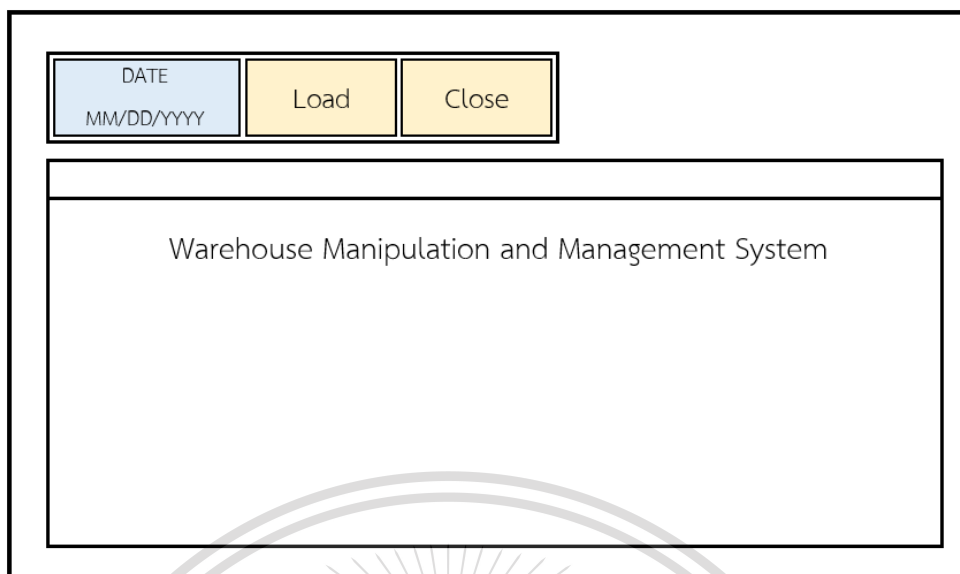 DATE
MM/DD/YYYY
Load
Close
Warehouse Manipulation and Management System